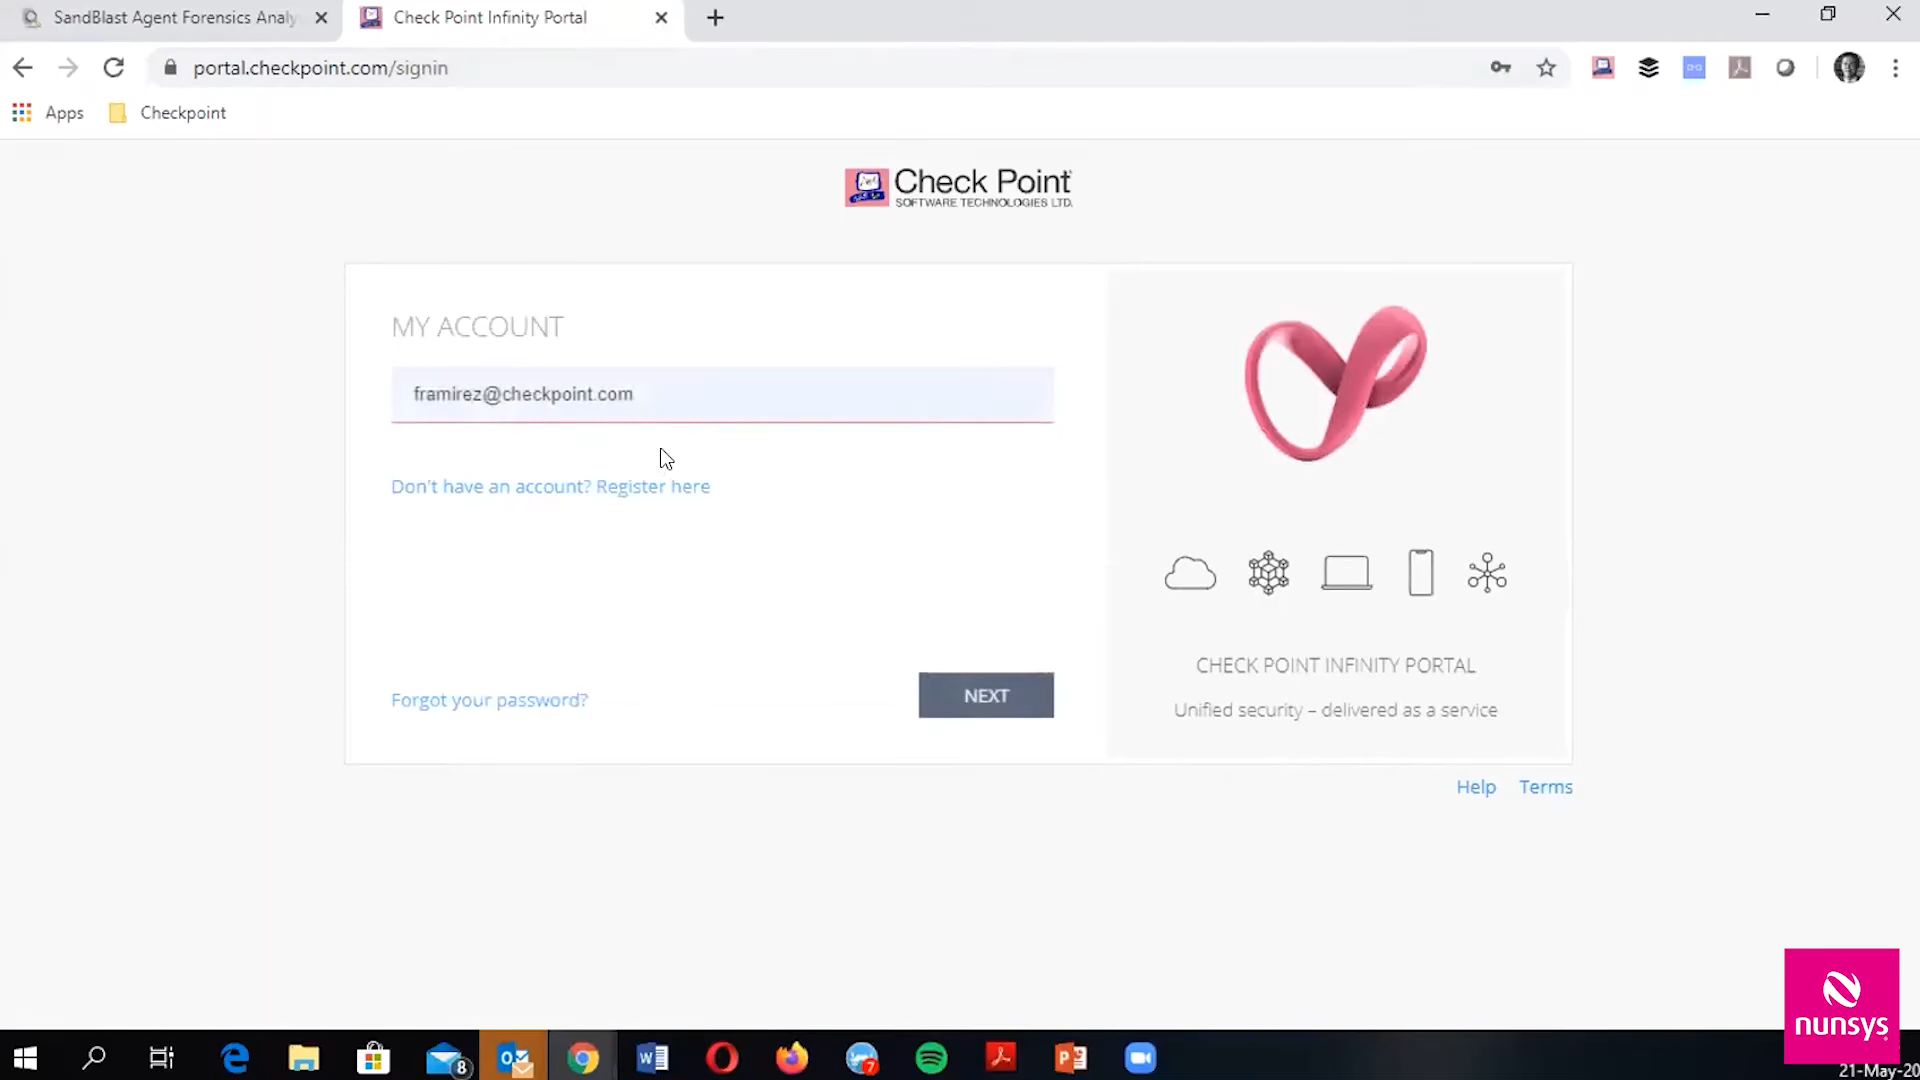 SandBlast Agent Forensics Analy
Check Point Infinity Portal
portal.checkpoint.com/signin
Apps
Checkpoint
Check Point
SOFTWARE TECHNOLOGIES LTD.
MY ACCOUNT
framirez@checkpoint.com
Don't have an account? Register here
Forgot your password?
NEXT
CHECK POINT INFINITY PORTAL
Unified security – delivered as a service
Help
Terms
nunsys
8
7
21-May-20